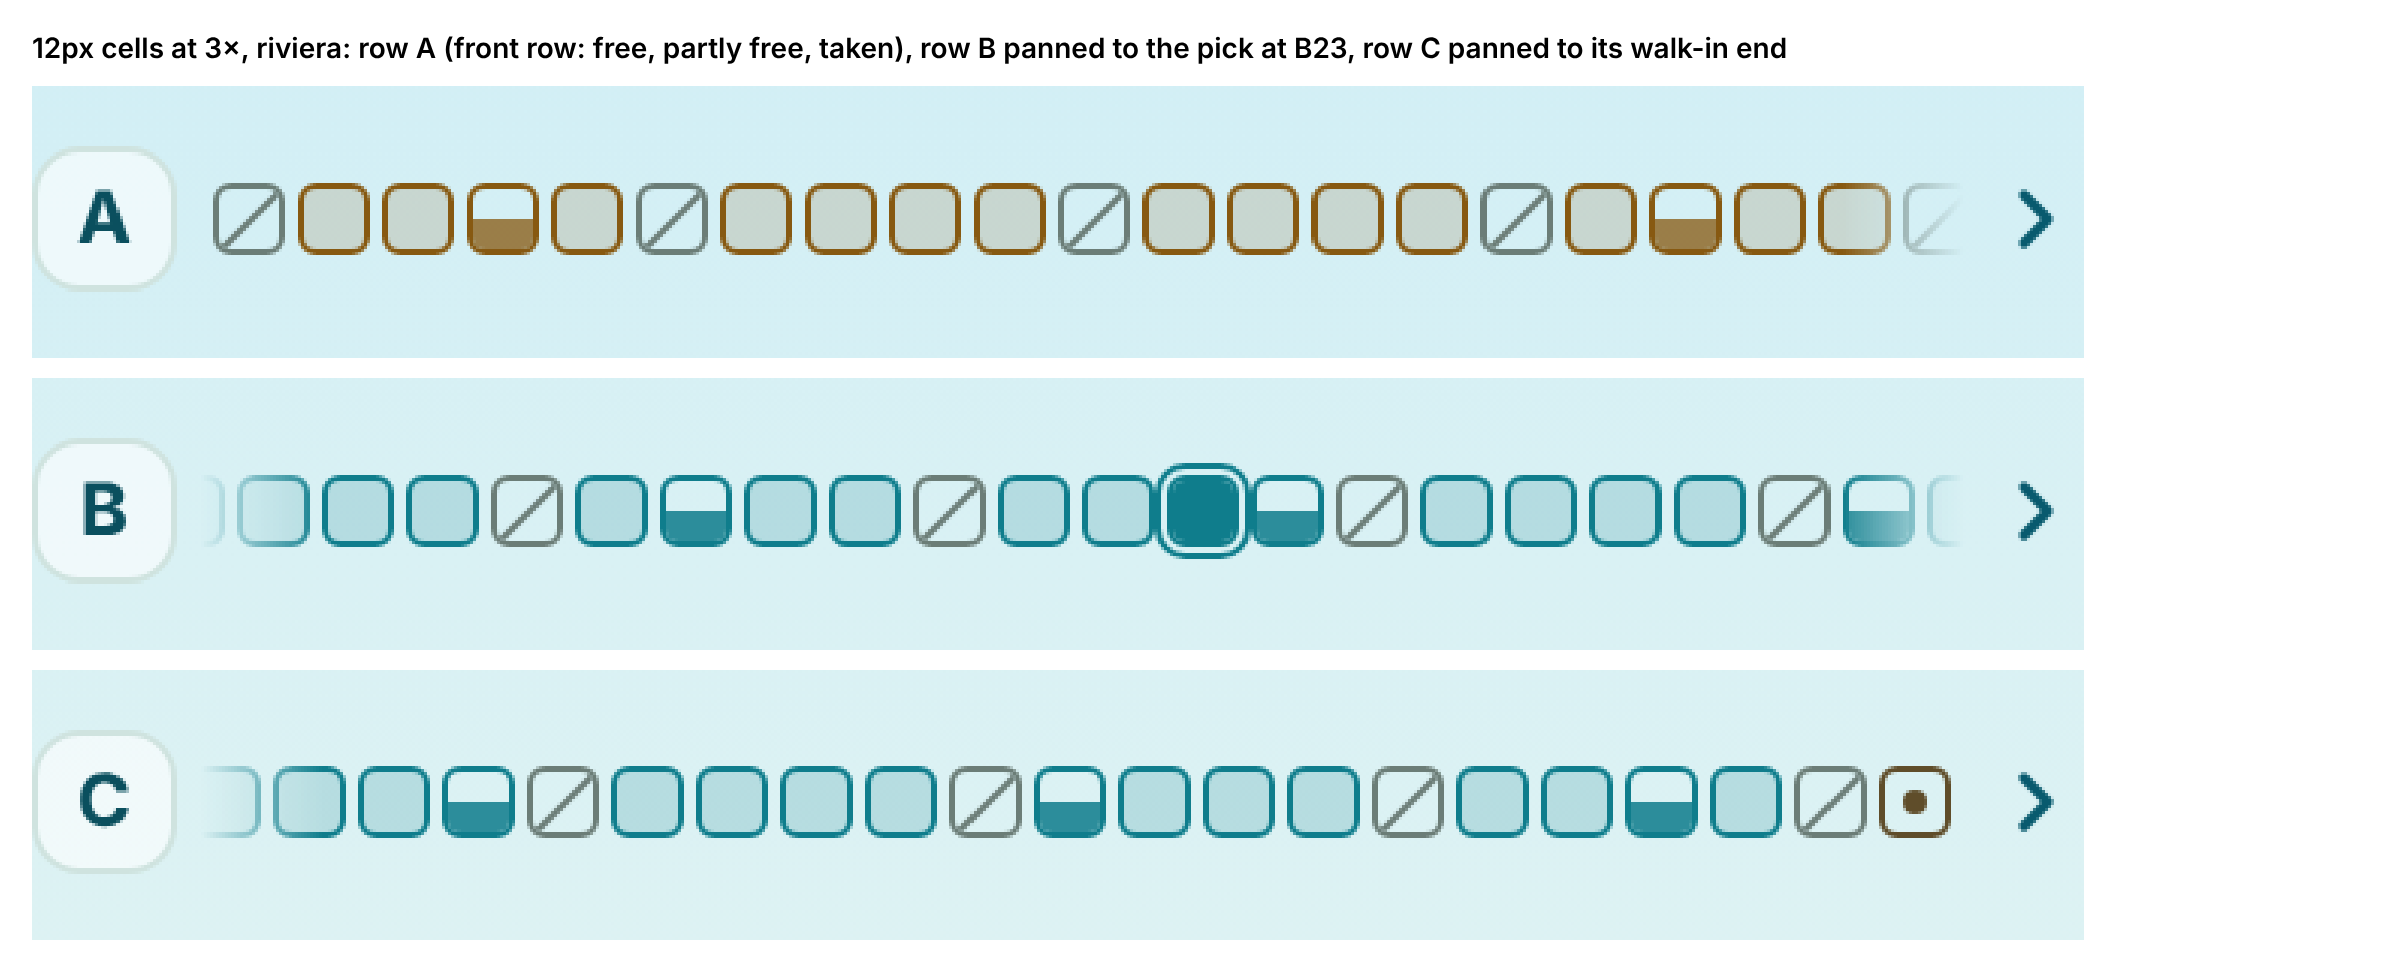 12px cells at 3×, riviera: row A (front row: free, partly free, taken), row B panned to the pick at B23, row C panned to its walk-in end
A
B
C